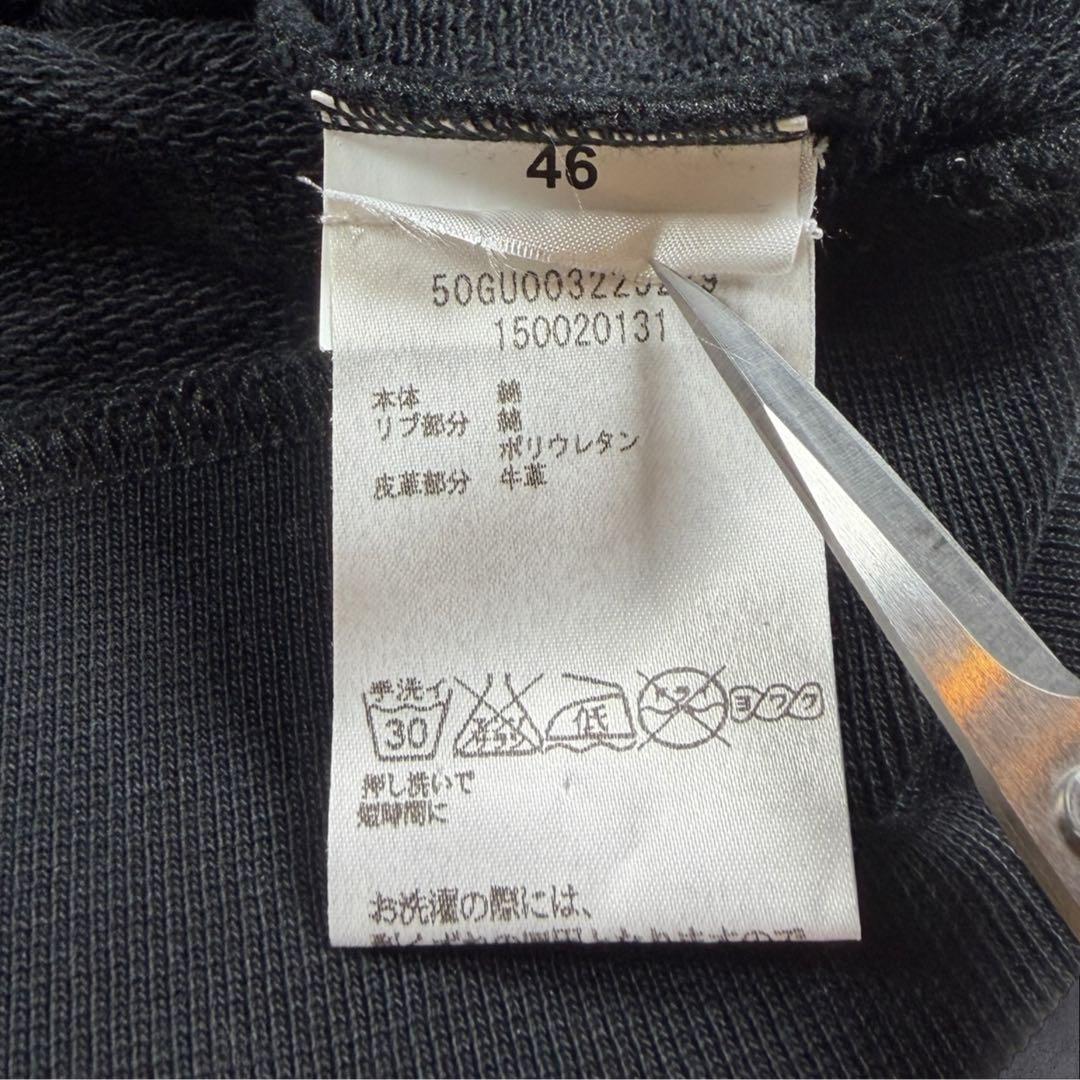 46
50GU0032
150020131
本体 綿
リブ部分 綿
ポリウレタン
皮革部分 牛革
手洗イ
30
低
ヨワク
押し洗いで
短時間に
お洗濯の際には、